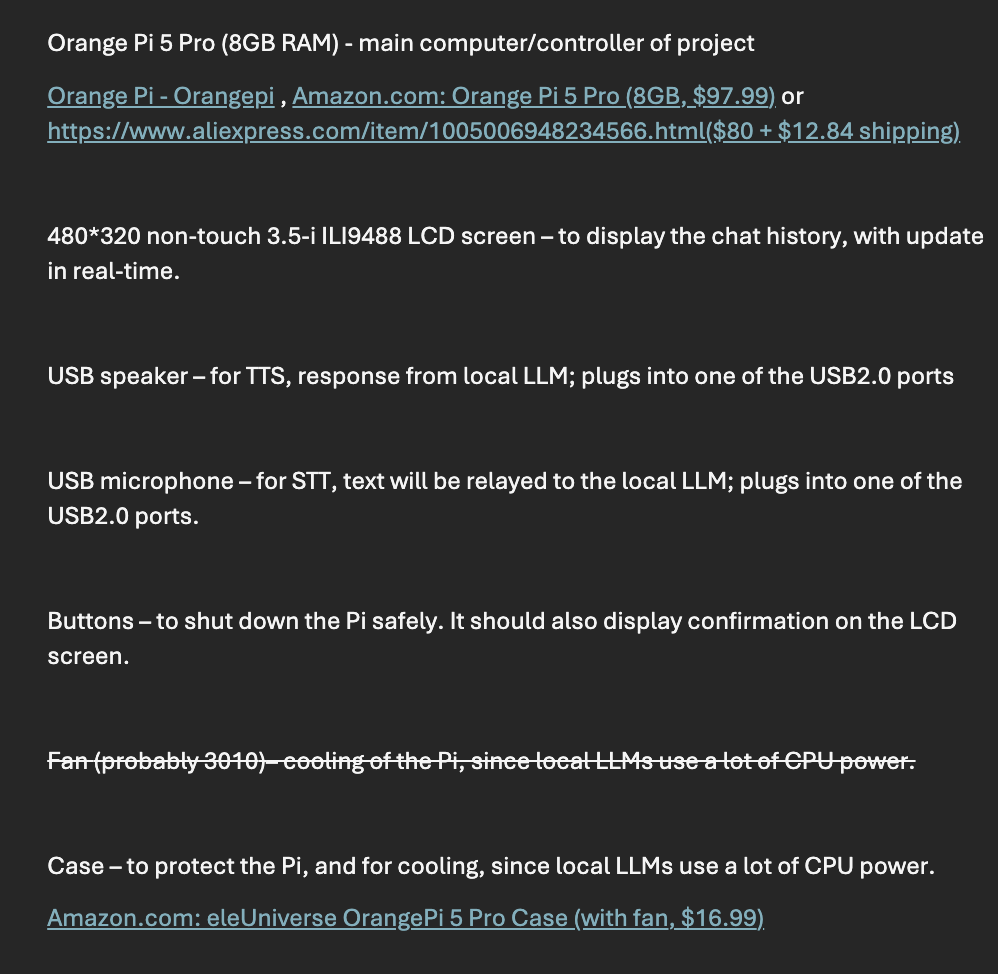 Orange Pi 5 Pro (8GB RAM) - main computer/controller of project
Orange Pi - Orangepi , Amazon.com: Orange Pi 5 Pro (8GB, $97.99) or
https://www.aliexpress.com/item/1005006948234566.html($80 + $12.84 shipping)
480*320 non-touch 3.5-i ILI9488 LCD screen – to display the chat history, with update
in real-time.
USB speaker – for TTS, response from local LLM; plugs into one of the USB2.0 ports
USB microphone – for STT, text will be relayed to the local LLM; plugs into one of the
USB2.0 ports.
Buttons – to shut down the Pi safely. It should also display confirmation on the LCD
screen.
Fan (probably 3010)– cooling of the Pi, since local LLMs use a lot of CPU power.
Case – to protect the Pi, and for cooling, since local LLMs use a lot of CPU power.
Amazon.com: eleUniverse OrangePi 5 Pro Case (with fan, $16.99)